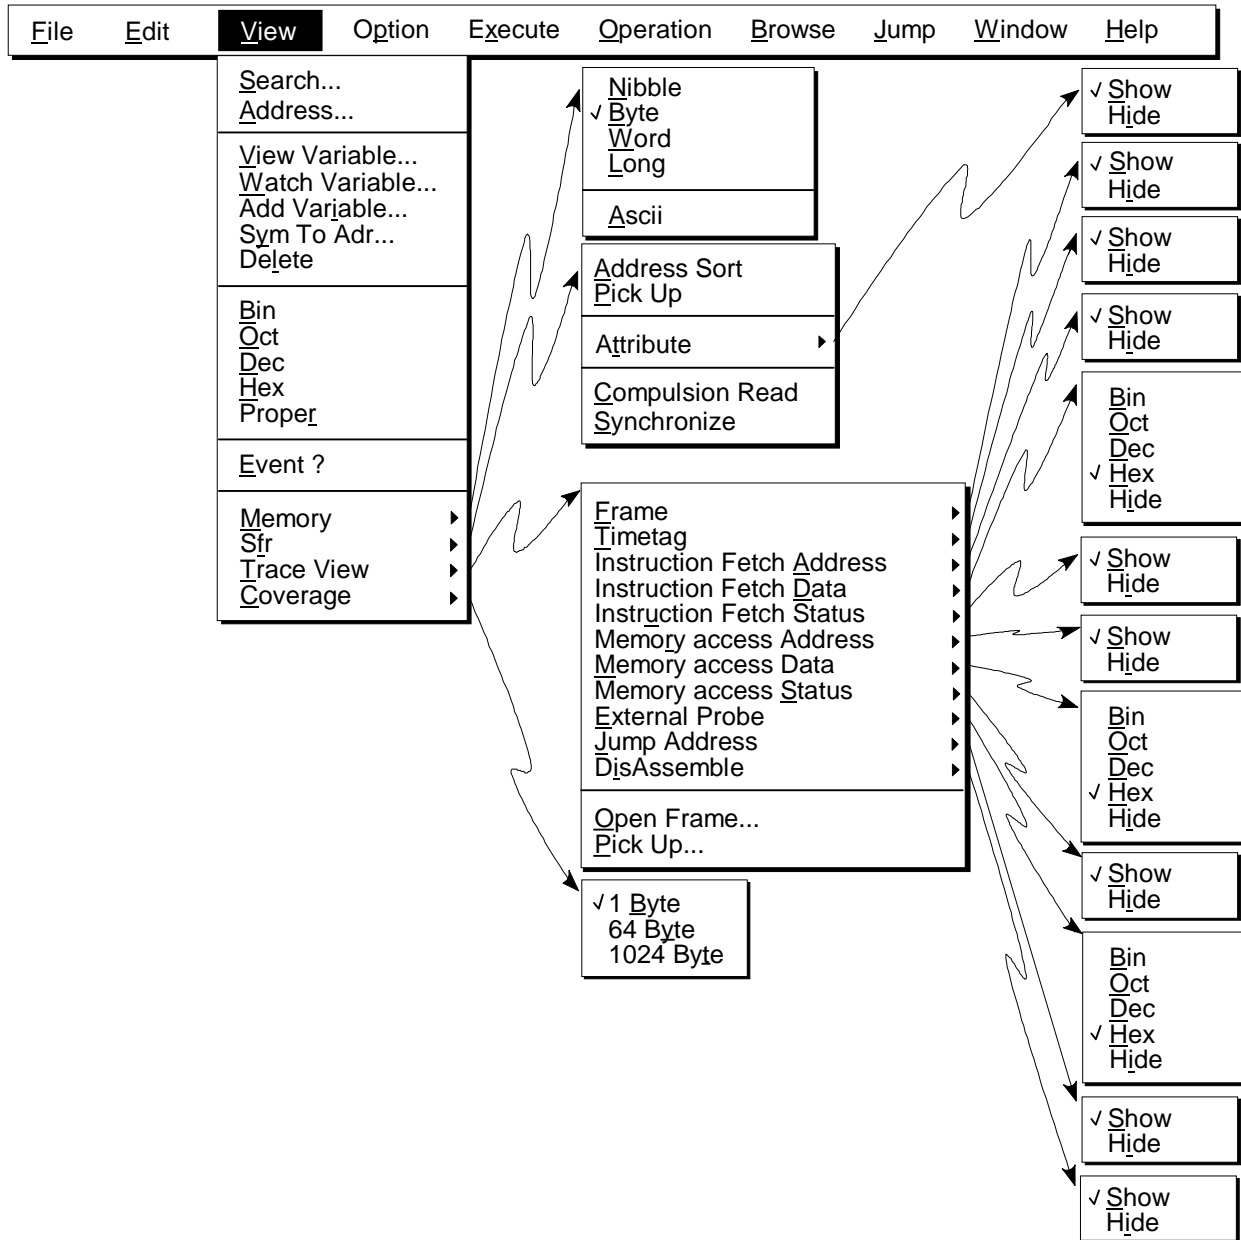 File Edit View Option Execute Operation Browse Jump Window Help
Search...
Address...
View Variable...
Watch Variable...
Add Variable...
Sym To Adr...
Delete
Bin
Oct
Dec
Hex
Proper
Event ?
Memory
Sfr
Trace View
Coverage
Nibble
√ Byte
Word
Long
Ascii
Address Sort
Pick Up
Attribute
Compulsion Read
Synchronize
Frame
Timetag
Instruction Fetch Address
Instruction Fetch Data
Instruction Fetch Status
Memory access Address
Memory access Data
Memory access Status
External Probe
Jump Address
DisAssemble
Open Frame...
Pick Up...
√ 1 Byte
64 Byte
1024 Byte
√ Show
Hide
√ Show
Hide
√ Show
Hide
√ Show
Hide
Bin
Oct
Dec
√ Hex
Hide
√ Show
Hide
√ Show
Hide
Bin
Oct
Dec
√ Hex
Hide
√ Show
Hide
Bin
Oct
Dec
√ Hex
Hide
√ Show
Hide
√ Show
Hide